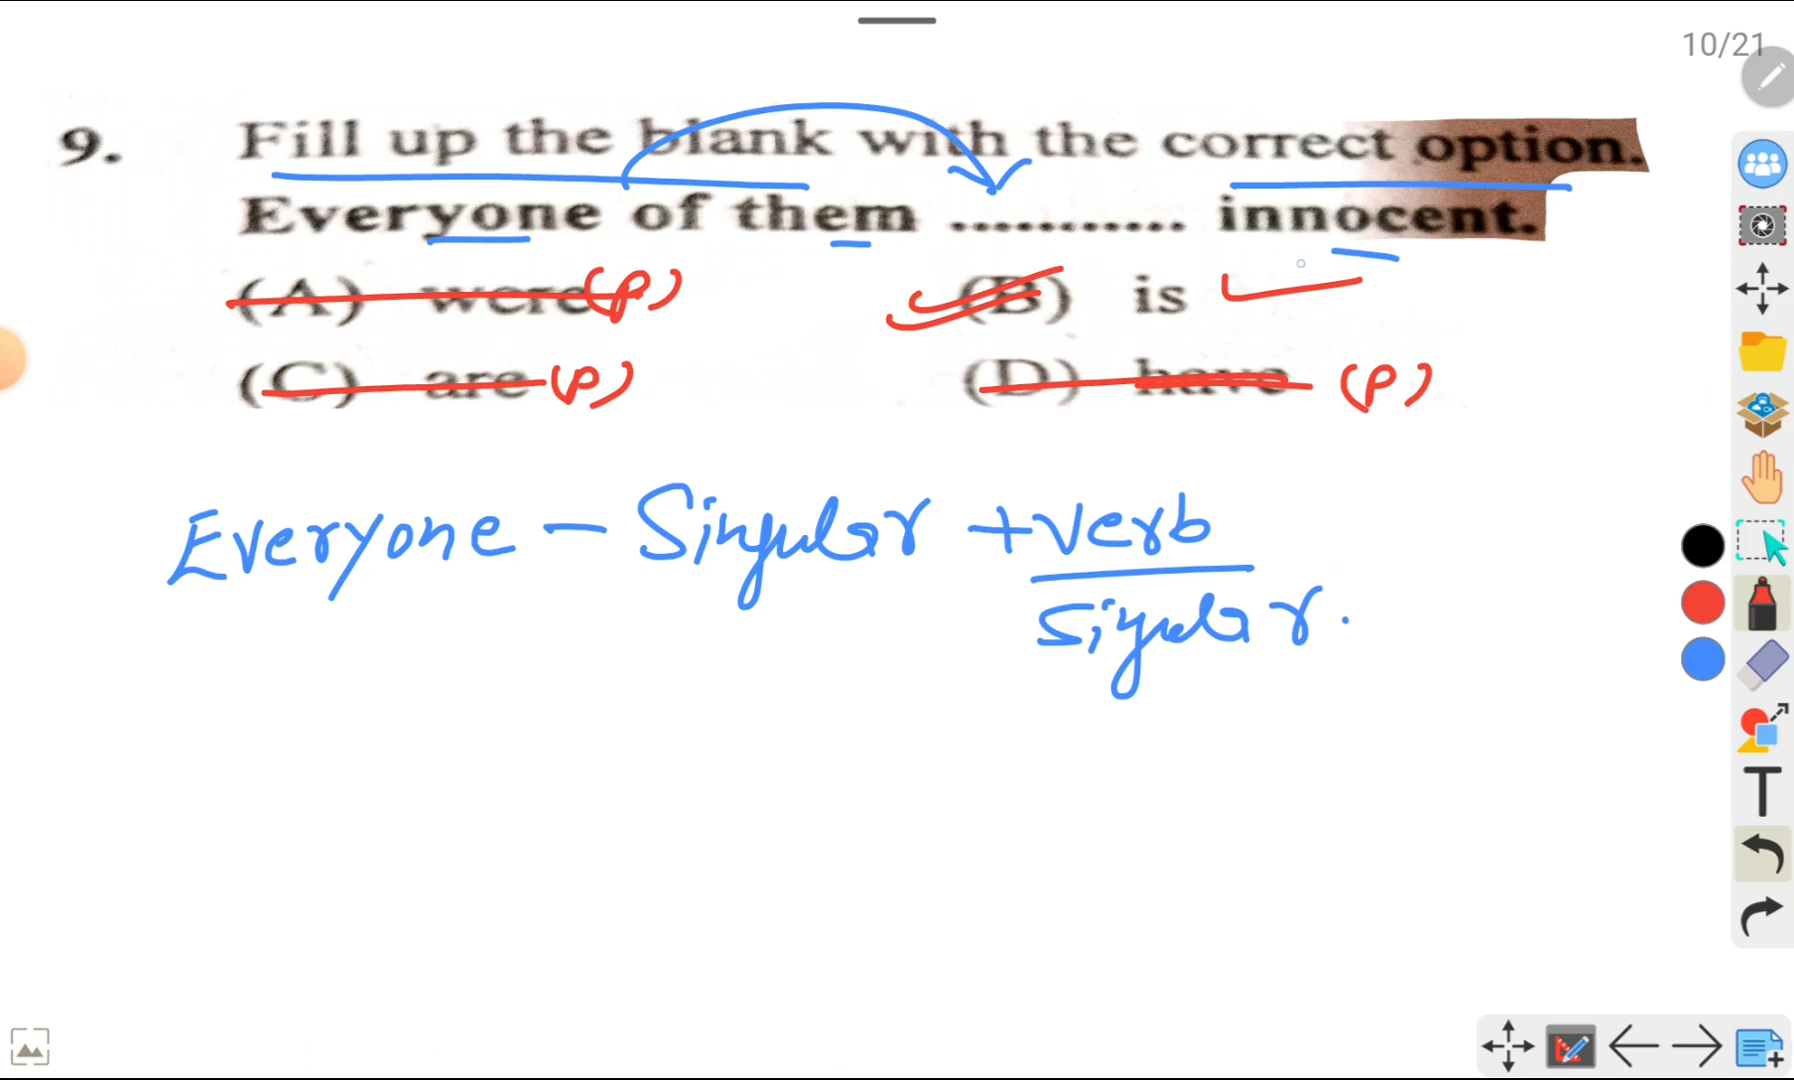 10/21
9. Fill up the blank with the correct option.
Everyone of them ............ innocent.
(A) were (P) (B) is
(C) are (P) (D) have (P)
Everyone - Singular + verb
Singular.
T